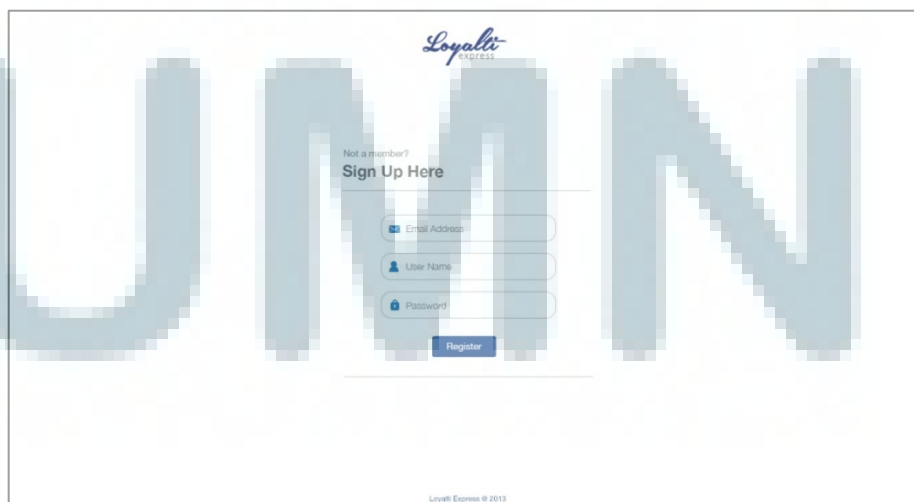 Loyalti
express
UMN
Not a member?
Sign Up Here
Email Address
User Name
Password
Register
Loyalti Express @ 2013